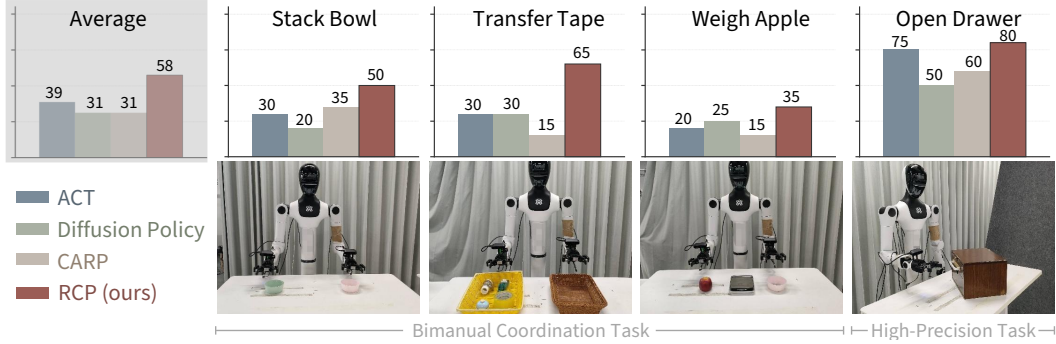 Average
39
31
31
58
Stack Bowl
30
20
35
50
Transfer Tape
30
30
15
65
Weigh Apple
20
25
15
35
Open Drawer
75
50
60
80
ACT
Diffusion Policy
CARP
RCP (ours)
Bimanual Coordination Task
High-Precision Task